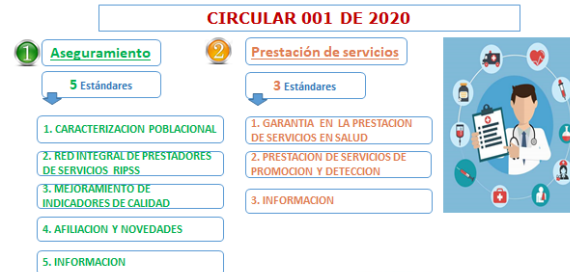 CIRCULAR 001 DE 2020
1
Aseguramiento
5 Estándares
1. CARACTERIZACION POBLACIONAL
2. RED INTEGRAL DE PRESTADORES
DE SERVICIOS RIPSS
3. MEJORAMIENTO DE
INDICADORES DE CALIDAD
4. AFILIACION Y NOVEDADES
5. INFORMACION
2
Prestación de servicios
3 Estándares
1. GARANTIA EN LA PRESTACION
DE SERVICIOS EN SALUD
2. PRESTACION DE SERVICIOS DE
PROMOCION Y DETECCION
3. INFORMACION